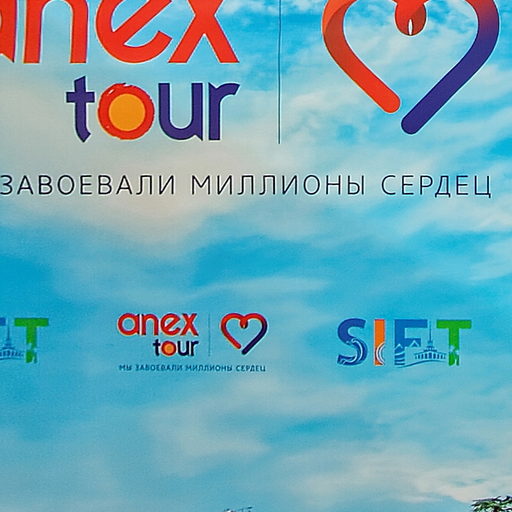 anex
tour
ЗАВОЕВАЛИ МИЛЛИОНЫ СЕРДЕЦ
anex
tour
МЫ ЗАВОЕВАЛИ МИЛЛИОНЫ СЕРДЕЦ
SIFT